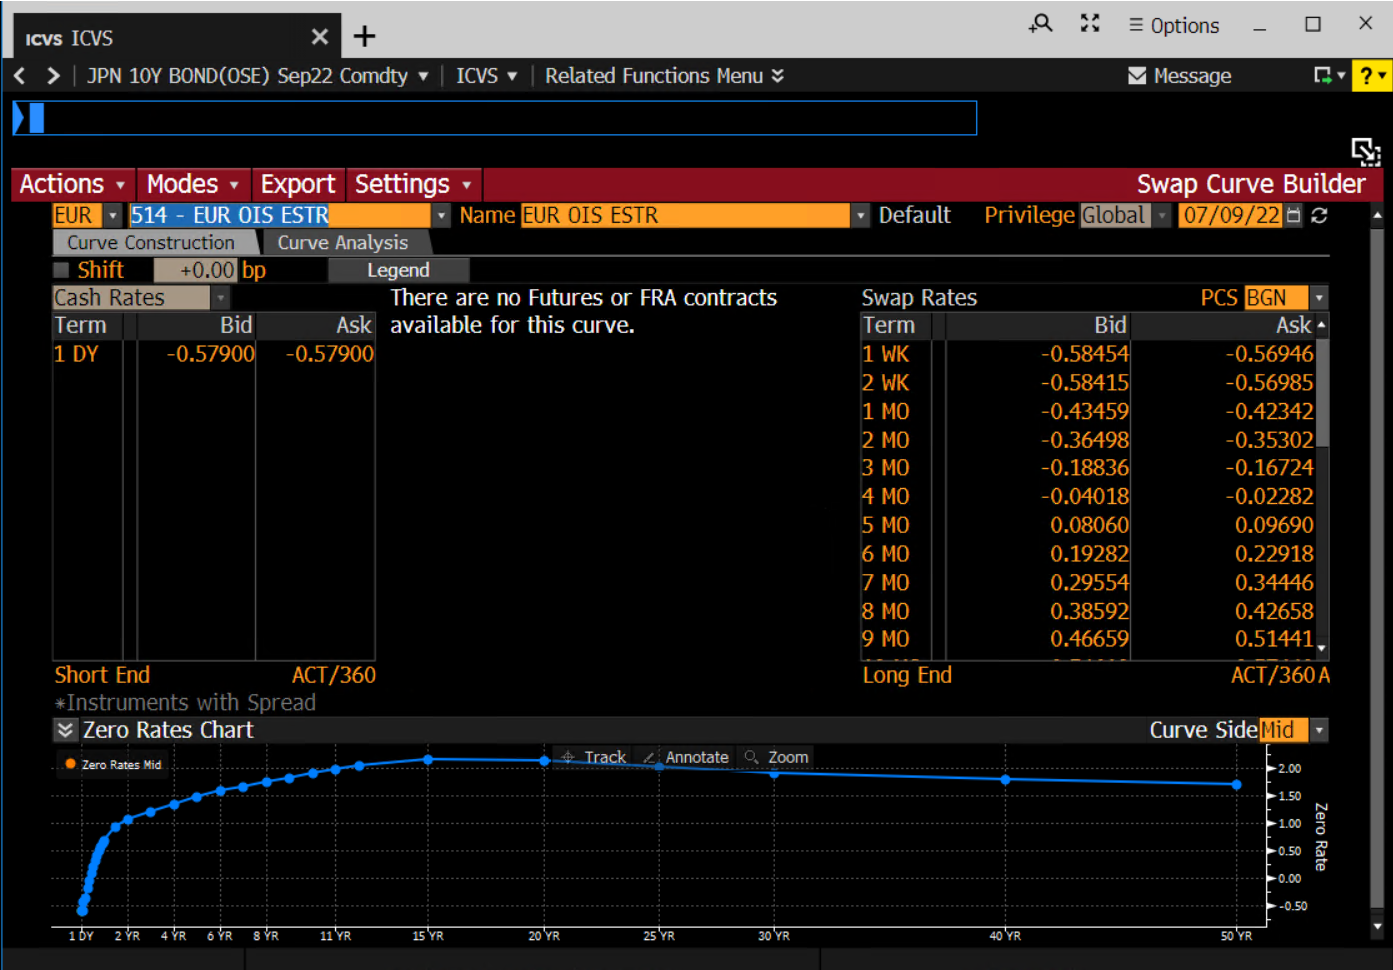 ICVS ICVS
Options
JPN 10Y BOND(OSE) Sep22 Comdty ICVS Related Functions Menu Message ?
Actions Modes Export Settings Swap Curve Builder
EUR 514 - EUR OIS ESTR Name EUR OIS ESTR Default Privilege Global 07/09/22
Curve Construction Curve Analysis
Shift +0.00 bp Legend
Cash Rates There are no Futures or FRA contracts Swap Rates PCS BGN
Term Bid Ask available for this curve. Term Bid Ask
1 DY -0.57900 -0.57900 1 WK -0.58454 -0.56946
2 WK -0.58415 -0.56985
1 MO -0.43459 -0.42342
2 MO -0.36498 -0.35302
3 MO -0.18836 -0.16724
4 MO -0.04018 -0.02282
5 MO 0.08060 0.09690
6 MO 0.19282 0.22918
7 MO 0.29554 0.34446
8 MO 0.38592 0.42658
9 MO 0.46659 0.51441
Short End ACT/360 Long End ACT/360 A
*Instruments with Spread
Zero Rates Chart Curve Side Mid
Zero Rates Mid Track Annotate Zoom
2.00
1.50
1.00
0.50
0.00
-0.50
Zero Rate
1 DY 2 YR 4 YR 6 YR 8 YR 11 YR 15 YR 20 YR 25 YR 30 YR 40 YR 50 YR